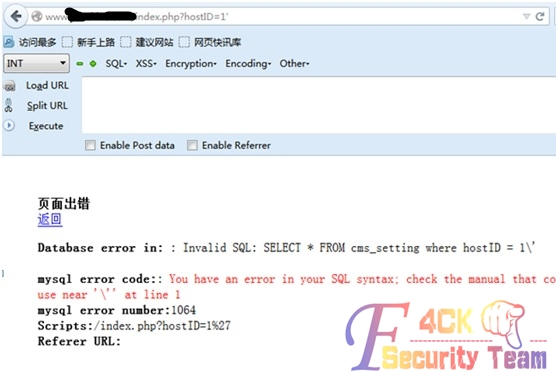 www /index.php?hostID=1'
访问最多 新手上路 建议网站 网页快讯库
INT SQL▾ XSS▾ Encryption▾ Encoding▾ Other▾
Load URL
Split URL
Execute
Enable Post data Enable Referrer
页面出错
返回
Database error in: : Invalid SQL: SELECT * FROM cms_setting where hostID = 1\'
mysql error code:: You have an error in your SQL syntax; check the manual that co
use near '\'' at line 1
mysql error number:1064
Scripts:/index.php?hostID=1%27
Referer URL:
F4CK
Security Team